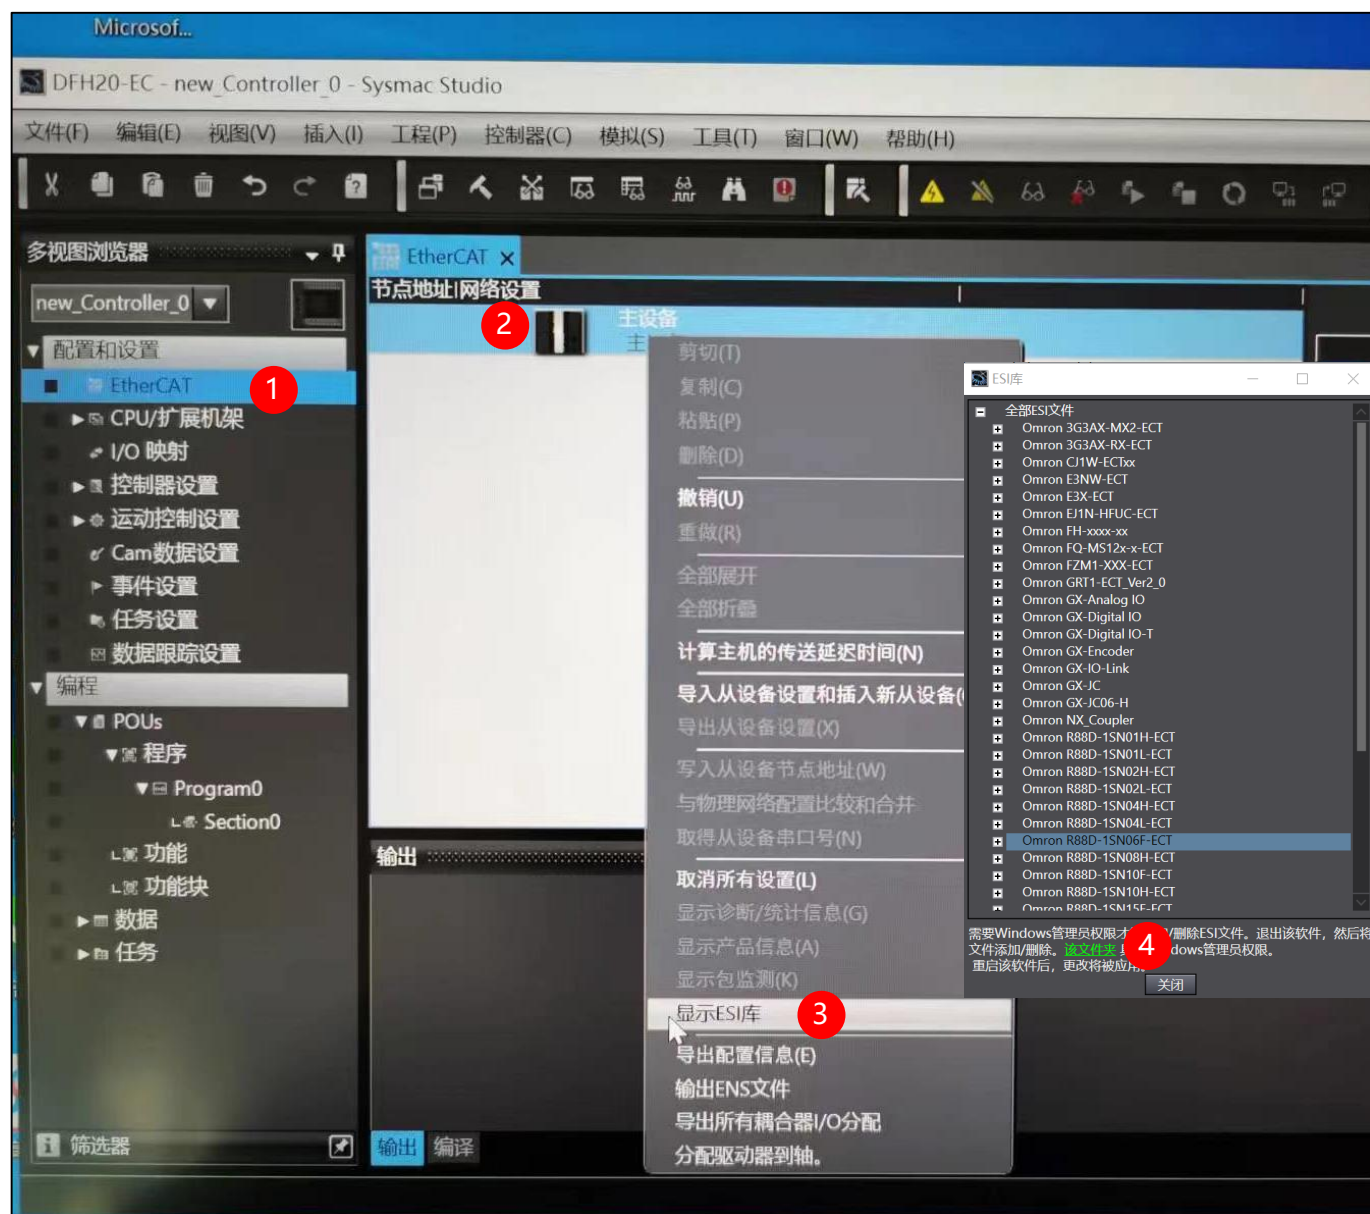 Microsof...
DFH20-EC - new_Controller_0 - Sysmac Studio
文件(F) 编辑(E) 视图(V) 插入(I) 工程(P) 控制器(C) 模拟(S) 工具(T) 窗口(W) 帮助(H)
多视图浏览器
new_Controller_0
配置和设置
EtherCAT
1
CPU/扩展机架
I/O 映射
控制器设置
运动控制设置
Cam数据设置
事件设置
任务设置
数据跟踪设置
编程
POUs
程序
Program0
Section0
功能
功能块
数据
任务
筛选器
EtherCAT
节点地址|网络设置
2
主设备
主
剪切(T)
复制(C)
粘贴(P)
删除(D)
撤销(U)
重做(R)
全部展开
全部折叠
计算主机的传送延迟时间(N)
导入从设备设置和插入新从设备(
导出从设备设置(X)
写入从设备节点地址(W)
与物理网络配置比较和合并
取得从设备串口号(N)
取消所有设置(L)
显示诊断/统计信息(G)
显示产品信息(A)
显示包监测(K)
显示ESI库
3
导出配置信息(E)
输出ENS文件
导出所有耦合器I/O分配
分配驱动器到轴。
输出
输出 编译
ESI库
全部ESI文件
Omron 3G3AX-MX2-ECT
Omron 3G3AX-RX-ECT
Omron CJ1W-ECTxx
Omron E3NW-ECT
Omron E3X-ECT
Omron EJ1N-HFUC-ECT
Omron FH-xxxx-xx
Omron FQ-MS12x-x-ECT
Omron FZM1-XXX-ECT
Omron GRT1-ECT_Ver2_0
Omron GX-Analog IO
Omron GX-Digital IO
Omron GX-Digital IO-T
Omron GX-Encoder
Omron GX-IO-Link
Omron GX-JC
Omron GX-JC06-H
Omron NX_Coupler
Omron R88D-1SN01H-ECT
Omron R88D-1SN01L-ECT
Omron R88D-1SN02H-ECT
Omron R88D-1SN02L-ECT
Omron R88D-1SN04H-ECT
Omron R88D-1SN04L-ECT
Omron R88D-1SN06F-ECT
Omron R88D-1SN08H-ECT
Omron R88D-1SN10F-ECT
Omron R88D-1SN10H-ECT
Omron R88D-1SN15F-ECT
需要Windows管理员权限才 /删除ESI文件。退出该软件，然后将
文件添加/删除。该文件夹 dows管理员权限。
重启该软件后，更改将被应用
4
关闭